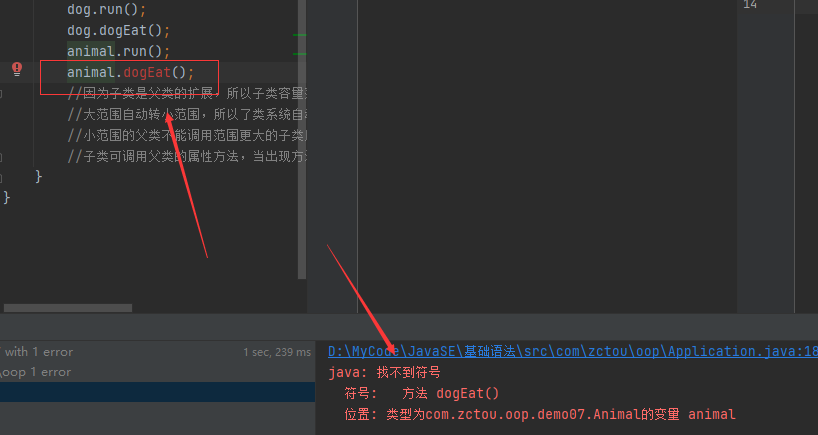 14
dog.run();
dog.dogEat();
animal.run();
animal.dogEat();
//因为子类是父类的扩展，所以子类容量
//大范围自动转小范围，所以了类系统自
//小范围的父类不能调用范围更大的子类
//子类可调用父类的属性方法，当出现方
}
}
with 1 error
1 sec, 239 ms
\oop 1 error
D:\MyCode\JavaSE\基础语法\src\com\zctou\oop\Application.java:18
java: 找不到符号
符号:   方法 dogEat()
位置: 类型为com.zctou.oop.demo07.Animal的变量 animal